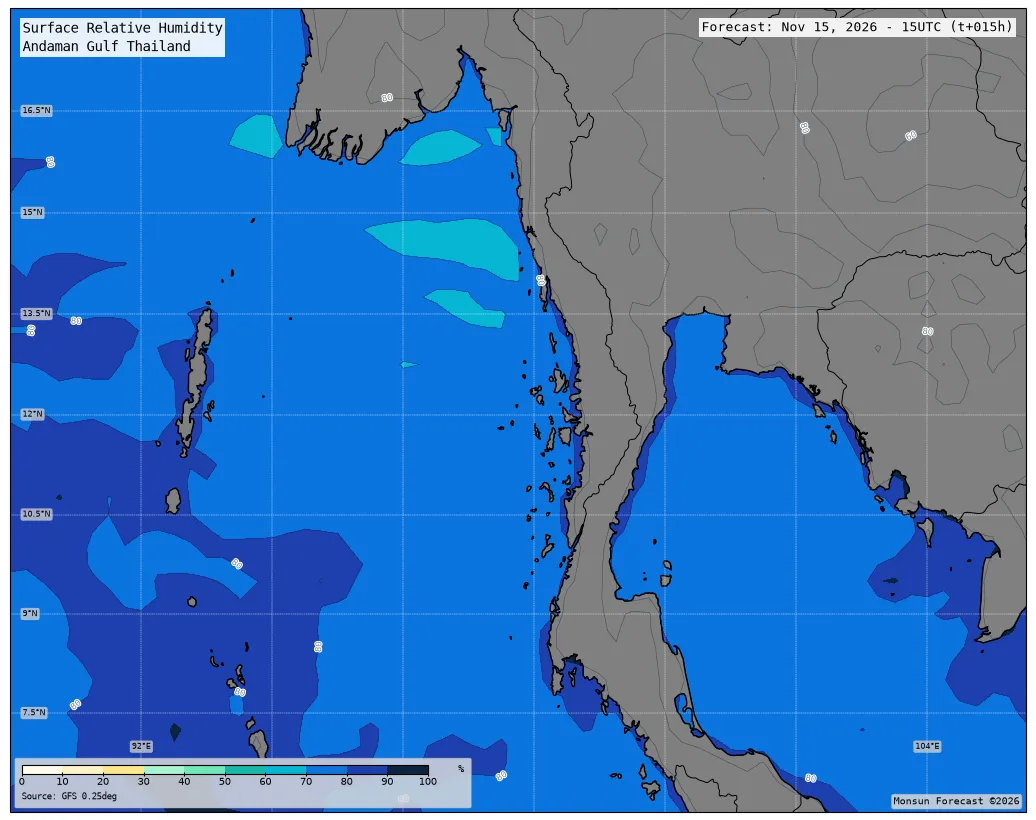 Surface Relative Humidity
Andaman Gulf Thailand
Forecast: Nov 15, 2026 - 15UTC (t+015h)
80
16.5°N
80
60
80
15°N
80
13.5°N
80
80
80
12°N
10.5°N
80
9°N
80
80
80
7.5°N
92°E
104°E
80
80
%
0 10 20 30 40 50 60 70 80 90 100
Source: GFS 0.25deg
80
Monsun Forecast ©2026